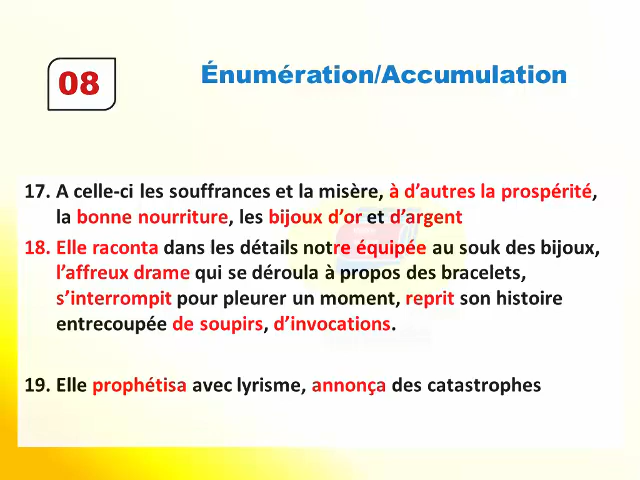 08
Énumération/Accumulation
17. A celle-ci les souffrances et la misère, à d’autres la prospérité,
la bonne nourriture, les bijoux d’or et d’argent
18. Elle raconta dans les détails notre équipée au souk des bijoux,
l’affreux drame qui se déroula à propos des bracelets,
s’interrompit pour pleurer un moment, reprit son histoire
entrecoupée de soupirs, d’invocations.
19. Elle prophétisa avec lyrisme, annonça des catastrophes